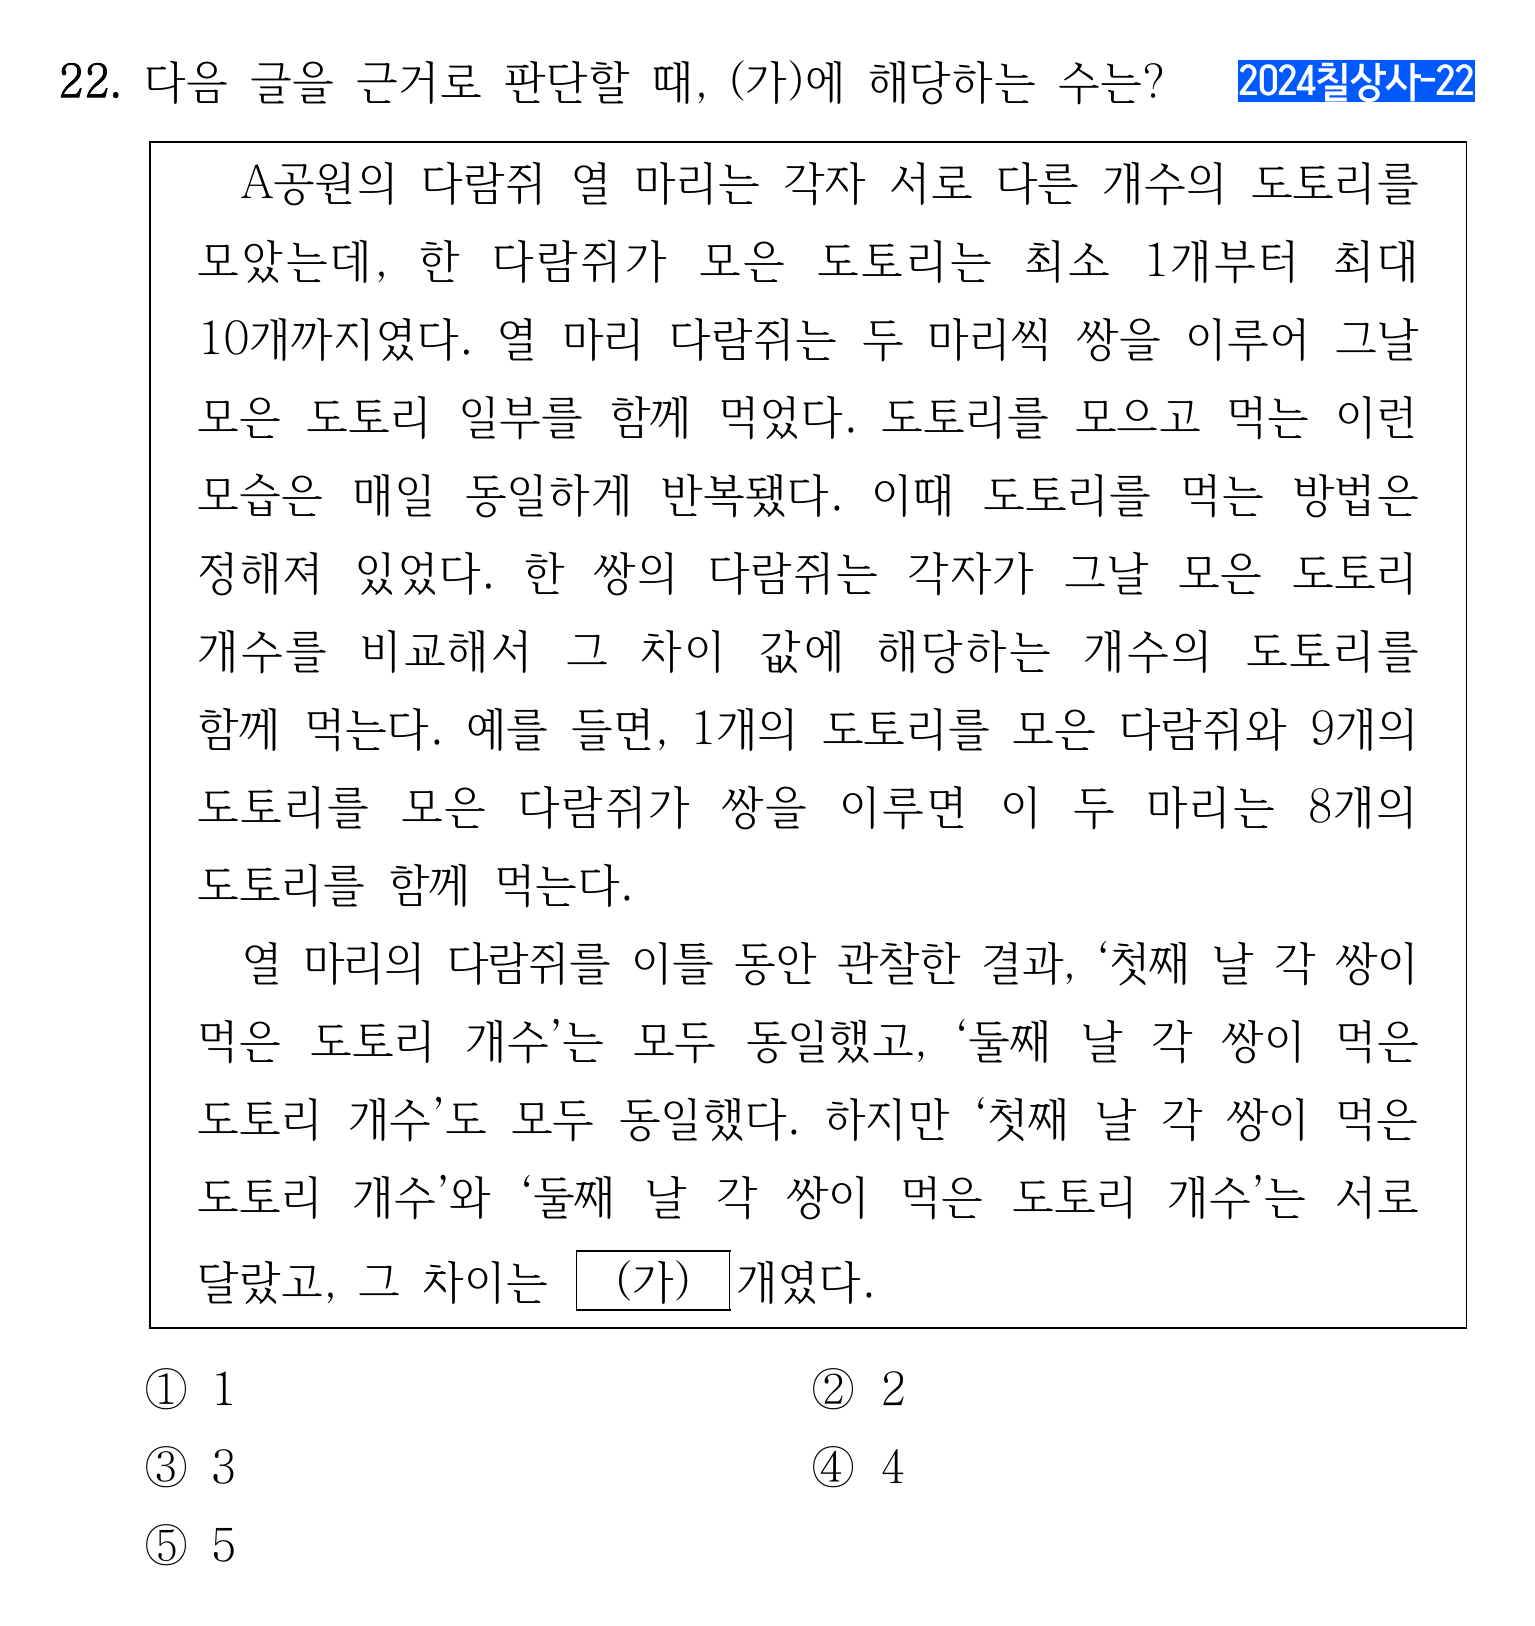 22. 다음 글을 근거로 판단할 때, (가)에 해당하는 수는? 2024칠상사-22
A공원의 다람쥐 열 마리는 각자 서로 다른 개수의 도토리를
모았는데, 한 다람쥐가 모은 도토리는 최소 1개부터 최대
10개까지였다. 열 마리 다람쥐는 두 마리씩 쌍을 이루어 그날
모은 도토리 일부를 함께 먹었다. 도토리를 모으고 먹는 이런
모습은 매일 동일하게 반복됐다. 이때 도토리를 먹는 방법은
정해져 있었다. 한 쌍의 다람쥐는 각자가 그날 모은 도토리
개수를 비교해서 그 차이 값에 해당하는 개수의 도토리를
함께 먹는다. 예를 들면, 1개의 도토리를 모은 다람쥐와 9개의
도토리를 모은 다람쥐가 쌍을 이루면 이 두 마리는 8개의
도토리를 함께 먹는다.
열 마리의 다람쥐를 이틀 동안 관찰한 결과, ‘첫째 날 각 쌍이
먹은 도토리 개수’는 모두 동일했고, ‘둘째 날 각 쌍이 먹은
도토리 개수’도 모두 동일했다. 하지만 ‘첫째 날 각 쌍이 먹은
도토리 개수’와 ‘둘째 날 각 쌍이 먹은 도토리 개수’는 서로
달랐고, 그 차이는 (가) 개였다.
① 1 ② 2
③ 3 ④ 4
⑤ 5